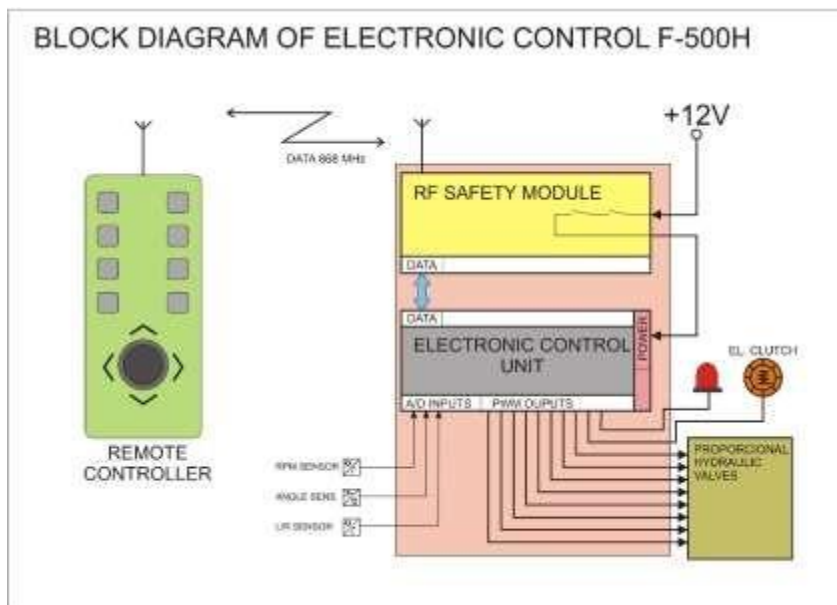 BLOCK DIAGRAM OF ELECTRONIC CONTROL F-500H
DATA 868 MHz
+12V
RF SAFETY MODULE
DATA
DATA
ELECTRONIC CONTROL
UNIT
POWER
EL. CLUTCH
A/D INPUTS
PWM OUPUTS
REMOTE
CONTROLLER
RPM SENSOR
ANGLE SENS
PROPORCIONAL
HYDRAULIC
VALVES
SENSOR